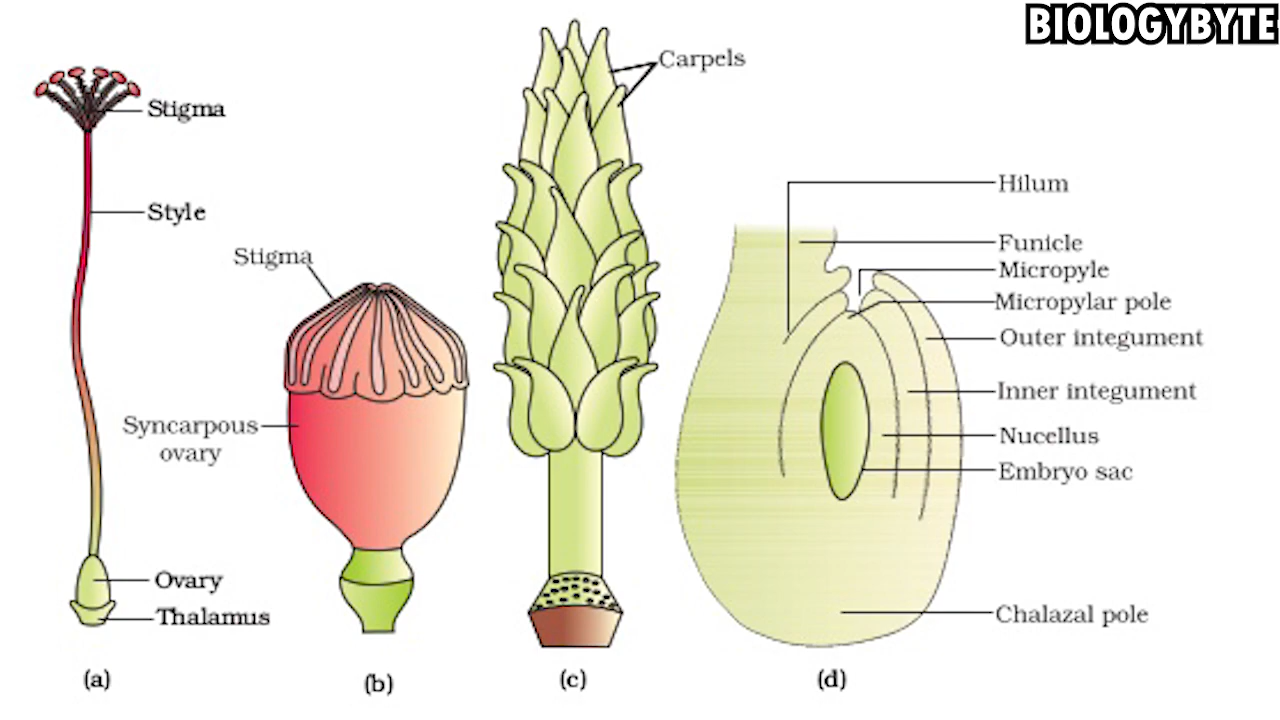 BIOLOGYBYTE
Stigma
Style
Ovary
Thalamus
(a)
Stigma
Syncarpous
ovary
(b)
Carpels
(c)
Hilum
Funicle
Micropyle
Micropylar pole
Outer integument
Inner integument
Nucellus
Embryo sac
Chalazal pole
(d)